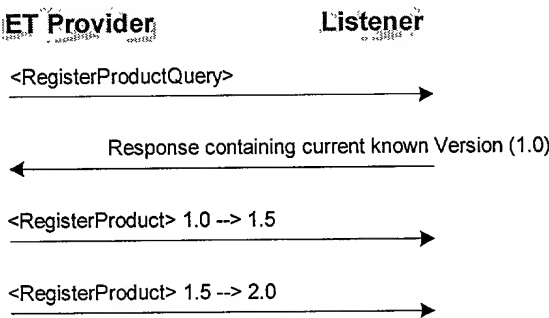 ET Provider Listener
<RegisterProductQuery>
Response containing current known Version (1.0)
<RegisterProduct> 1.0 --> 1.5
<RegisterProduct> 1.5 --> 2.0